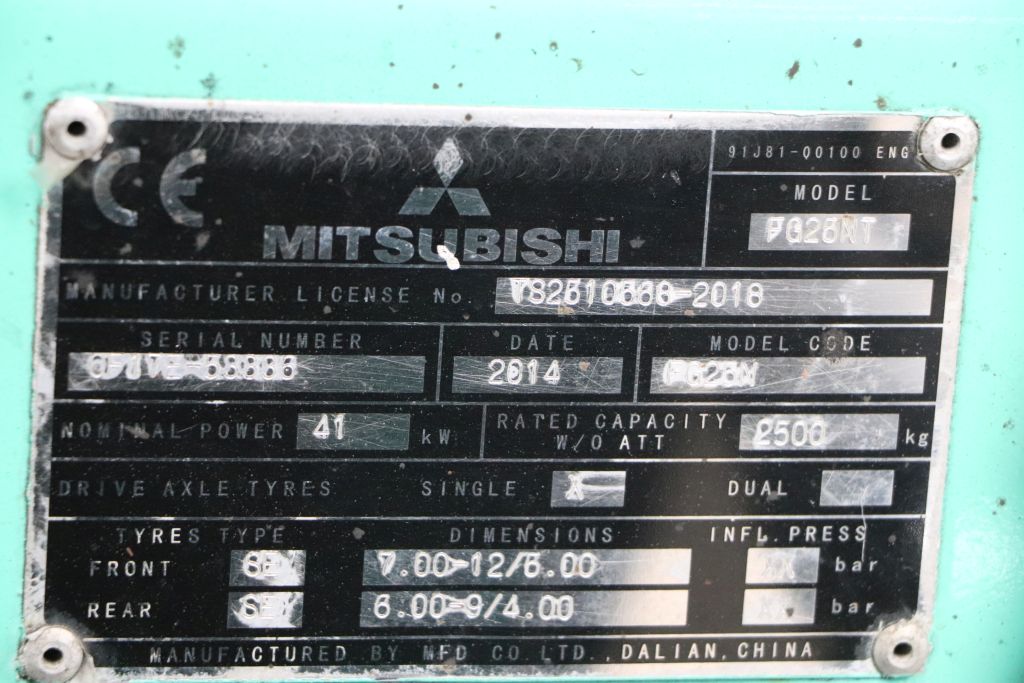 CE
91J81-00100 ENG
MODEL
MITSUBISHI
MANUFACTURER LICENSE No.
SERIAL NUMBER DATE MODEL CODE
2014
NOMINAL POWER 41 kW RATED CAPACITY W/O ATT 2500 kg
DRIVE AXLE TYRES SINGLE X DUAL
TYRES TYPE DIMENSIONS INFL. PRESS
FRONT 7.00-12/5.00 bar
REAR 6.00-9/4.00 bar
MANUFACTURED BY MFD CO.LTD., DALIAN, CHINA